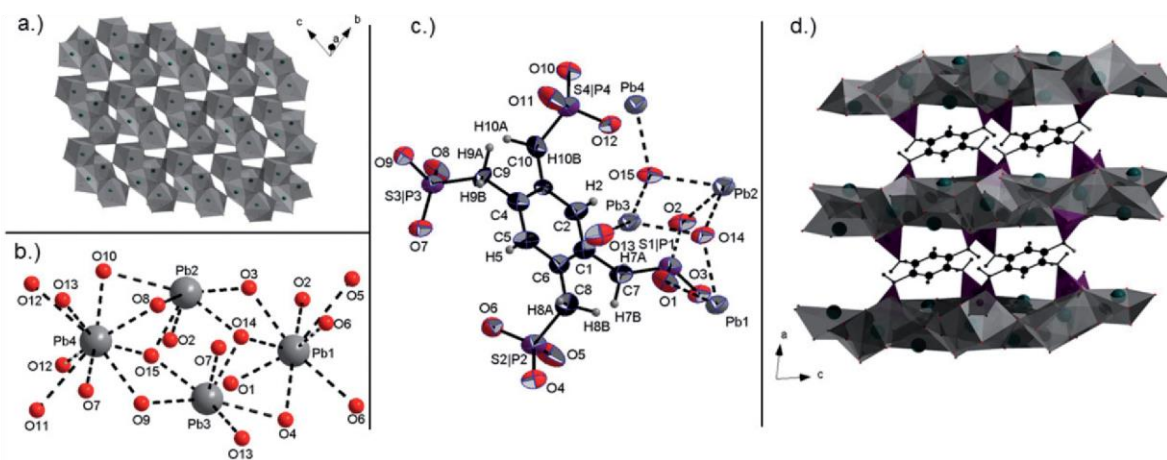 a.)
c
a
b
b.)
O12
O13
O10
Pb2
O3
O2
O5
O8
Pb4
O14
O6
O2
O7
Pb1
O12
O15
O1
O7
O9
Pb3
O4
O6
O11
O13
c.)
O10
S4|P4
Pb4
O11
O12
H10A
H10B
O9
O8
H9A
C10
C9
O15
Pb2
S3|P3
H9B
H2
Pb3
O2
C4
C2
O14
O7
C5
O13
S1|P1
H5
C1
H7A
C6
O3
C7
O1
C8
Pb1
O6
H8A
H8B
H7B
O5
S2|P2
O4
d.)
a
c